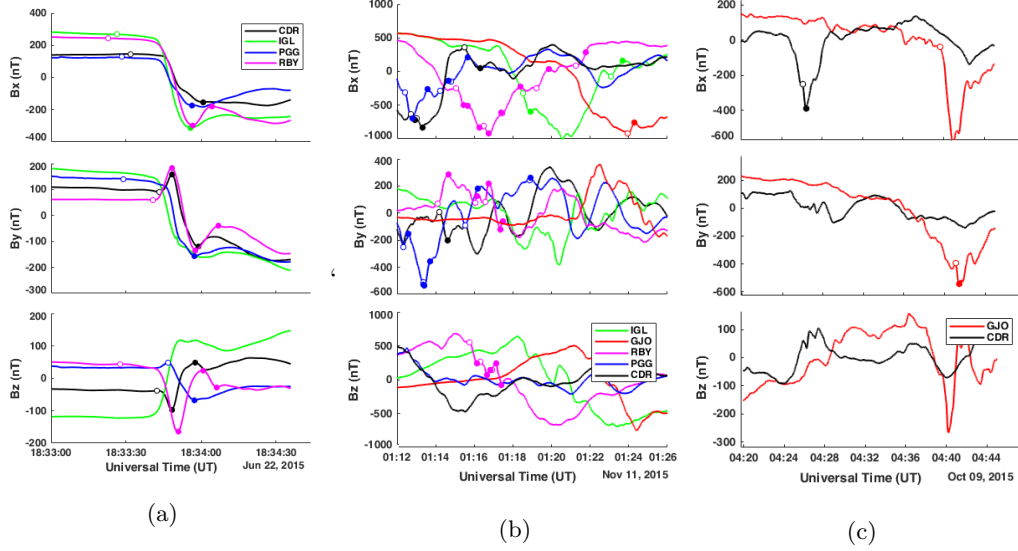 400
200
0
200
400
Bx (nT)
CDR
IGL
PGG
RBY
200
100
0
-100
-200
300
By (nT)
200
100
0
-100
200
Bz (nT)
18:33:00
18:33:30
18:34:00
18:34:30
Universal Time (UT)
Jun 22, 2015
(a)
1000
500
0
-500
1000
Bx (nT)
400
200
0
-200
-400
-600
By (nT)
1000
500
0
-500
-1000
Bz (nT)
IGL
GJO
RBY
PGG
CDR
01:12
01:14
01:16
01:18
01:20
01:22
01:24
01:26
Universal Time (UT)
Nov 11, 2015
(b)
200
0
-200
-400
-600
Bx (nT)
400
200
0
-200
-400
-600
By (nT)
100
0
-100
-200
-300
Bz (nT)
GJO
CDR
04:20
04:24
04:28
04:32
04:36
04:40
04:44
Universal Time (UT)
Oct 09, 2015
(c)